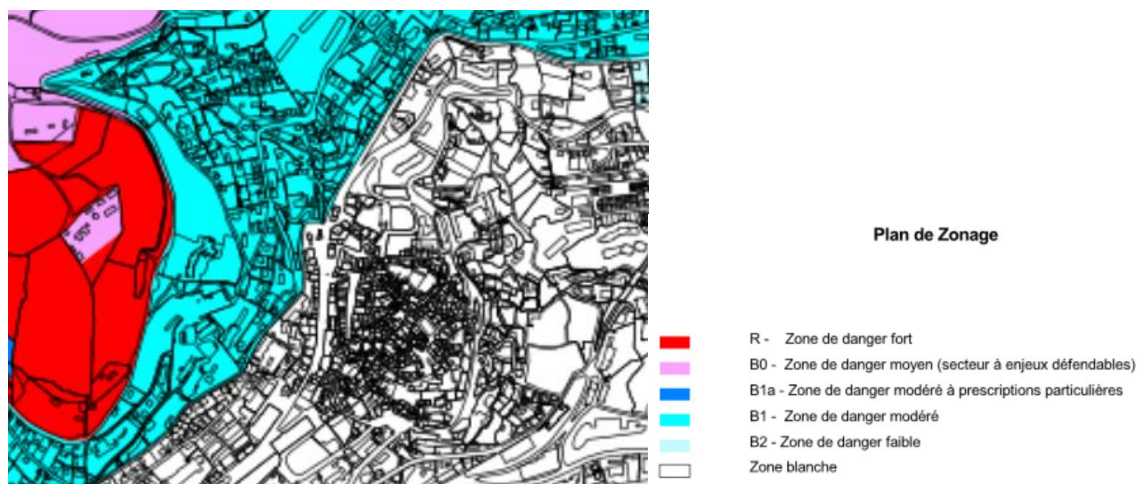 Plan de Zonage
R - Zone de danger fort
B0 - Zone de danger moyen (secteur à enjeux défendables)
B1a - Zone de danger modéré à prescriptions particulières
B1 - Zone de danger modéré
B2 - Zone de danger faible
Zone blanche